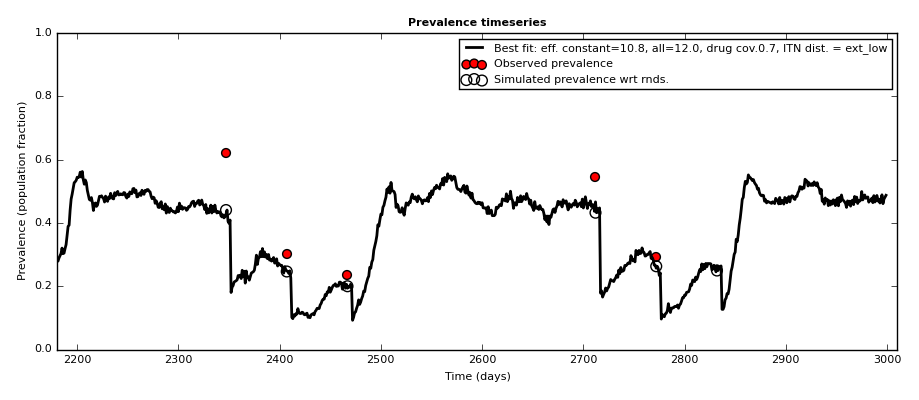 Prevalence timeseries
Best fit: eff. constant=10.8, all=12.0, drug cov.0.7, ITN dist. = ext_low
Observed prevalence
Simulated prevalence wrt rnds.
Prevalence (population fraction)
1.0
0.8
0.6
0.4
0.2
0.0
2200 2300 2400 2500 2600 2700 2800 2900 3000
Time (days)